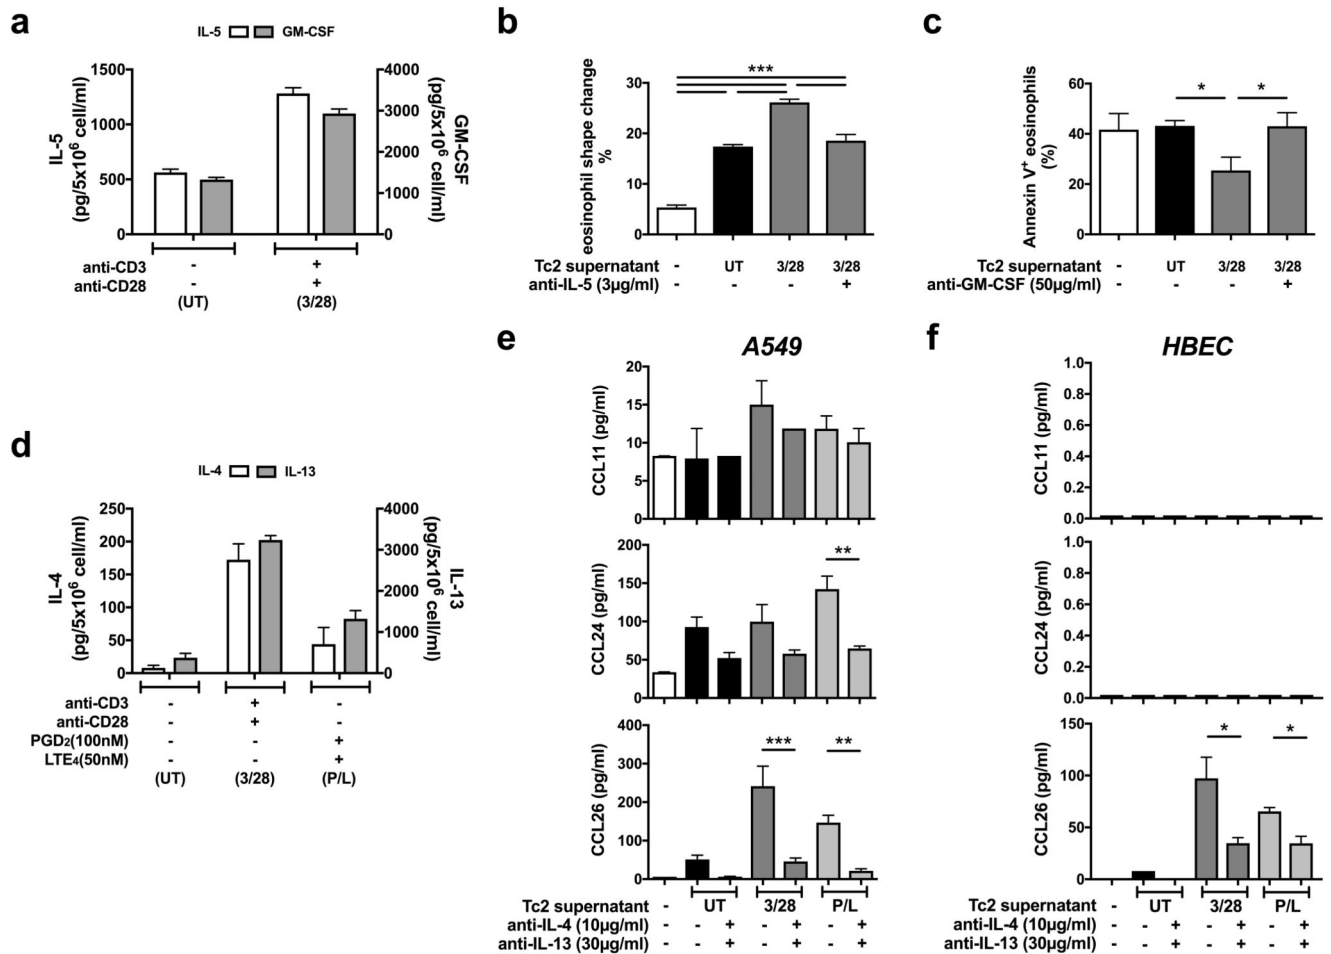 a
IL-5 GM-CSF
IL-5
(pg/5x10⁶ cell/ml)
1500
1000
500
0
4000
3000
2000
1000
0
GM-CSF
(pg/5x10⁶ cell/ml)
anti-CD3 - +
anti-CD28 - +
(UT) (3/28)
b
eosinophil shape change
%
30
20
10
0
***
Tc2 supernatant - UT 3/28 3/28
anti-IL-5 (3µg/ml) - - - +
c
Annexin V⁺ eosinophils
(%)
60
40
20
0
* *
Tc2 supernatant - UT 3/28 3/28
anti-GM-CSF (50µg/ml) - - - +
d
IL-4 IL-13
IL-4
(pg/5x10⁶ cell/ml)
250
200
150
100
50
0
4000
3000
2000
1000
0
IL-13
(pg/5x10⁶ cell/ml)
anti-CD3 - + -
anti-CD28 - + -
PGD₂(100nM) - - +
LTE₄(50nM) - - +
(UT) (3/28) (P/L)
e
A549
CCL11 (pg/ml)
20
15
10
5
0
CCL24 (pg/ml)
200
150
100
50
0
**
CCL26 (pg/ml)
400
300
200
100
0
*** **
Tc2 supernatant - UT 3/28 P/L
anti-IL-4 (10µg/ml) - - + - + - +
anti-IL-13 (30µg/ml) - - + - + - +
f
HBEC
CCL11 (pg/ml)
1.0
0.8
0.6
0.4
0.2
0.0
CCL24 (pg/ml)
1.0
0.8
0.6
0.4
0.2
0.0
CCL26 (pg/ml)
150
100
50
0
* *
Tc2 supernatant - UT 3/28 P/L
anti-IL-4 (10µg/ml) - - + - + - +
anti-IL-13 (30µg/ml) - - + - + - +